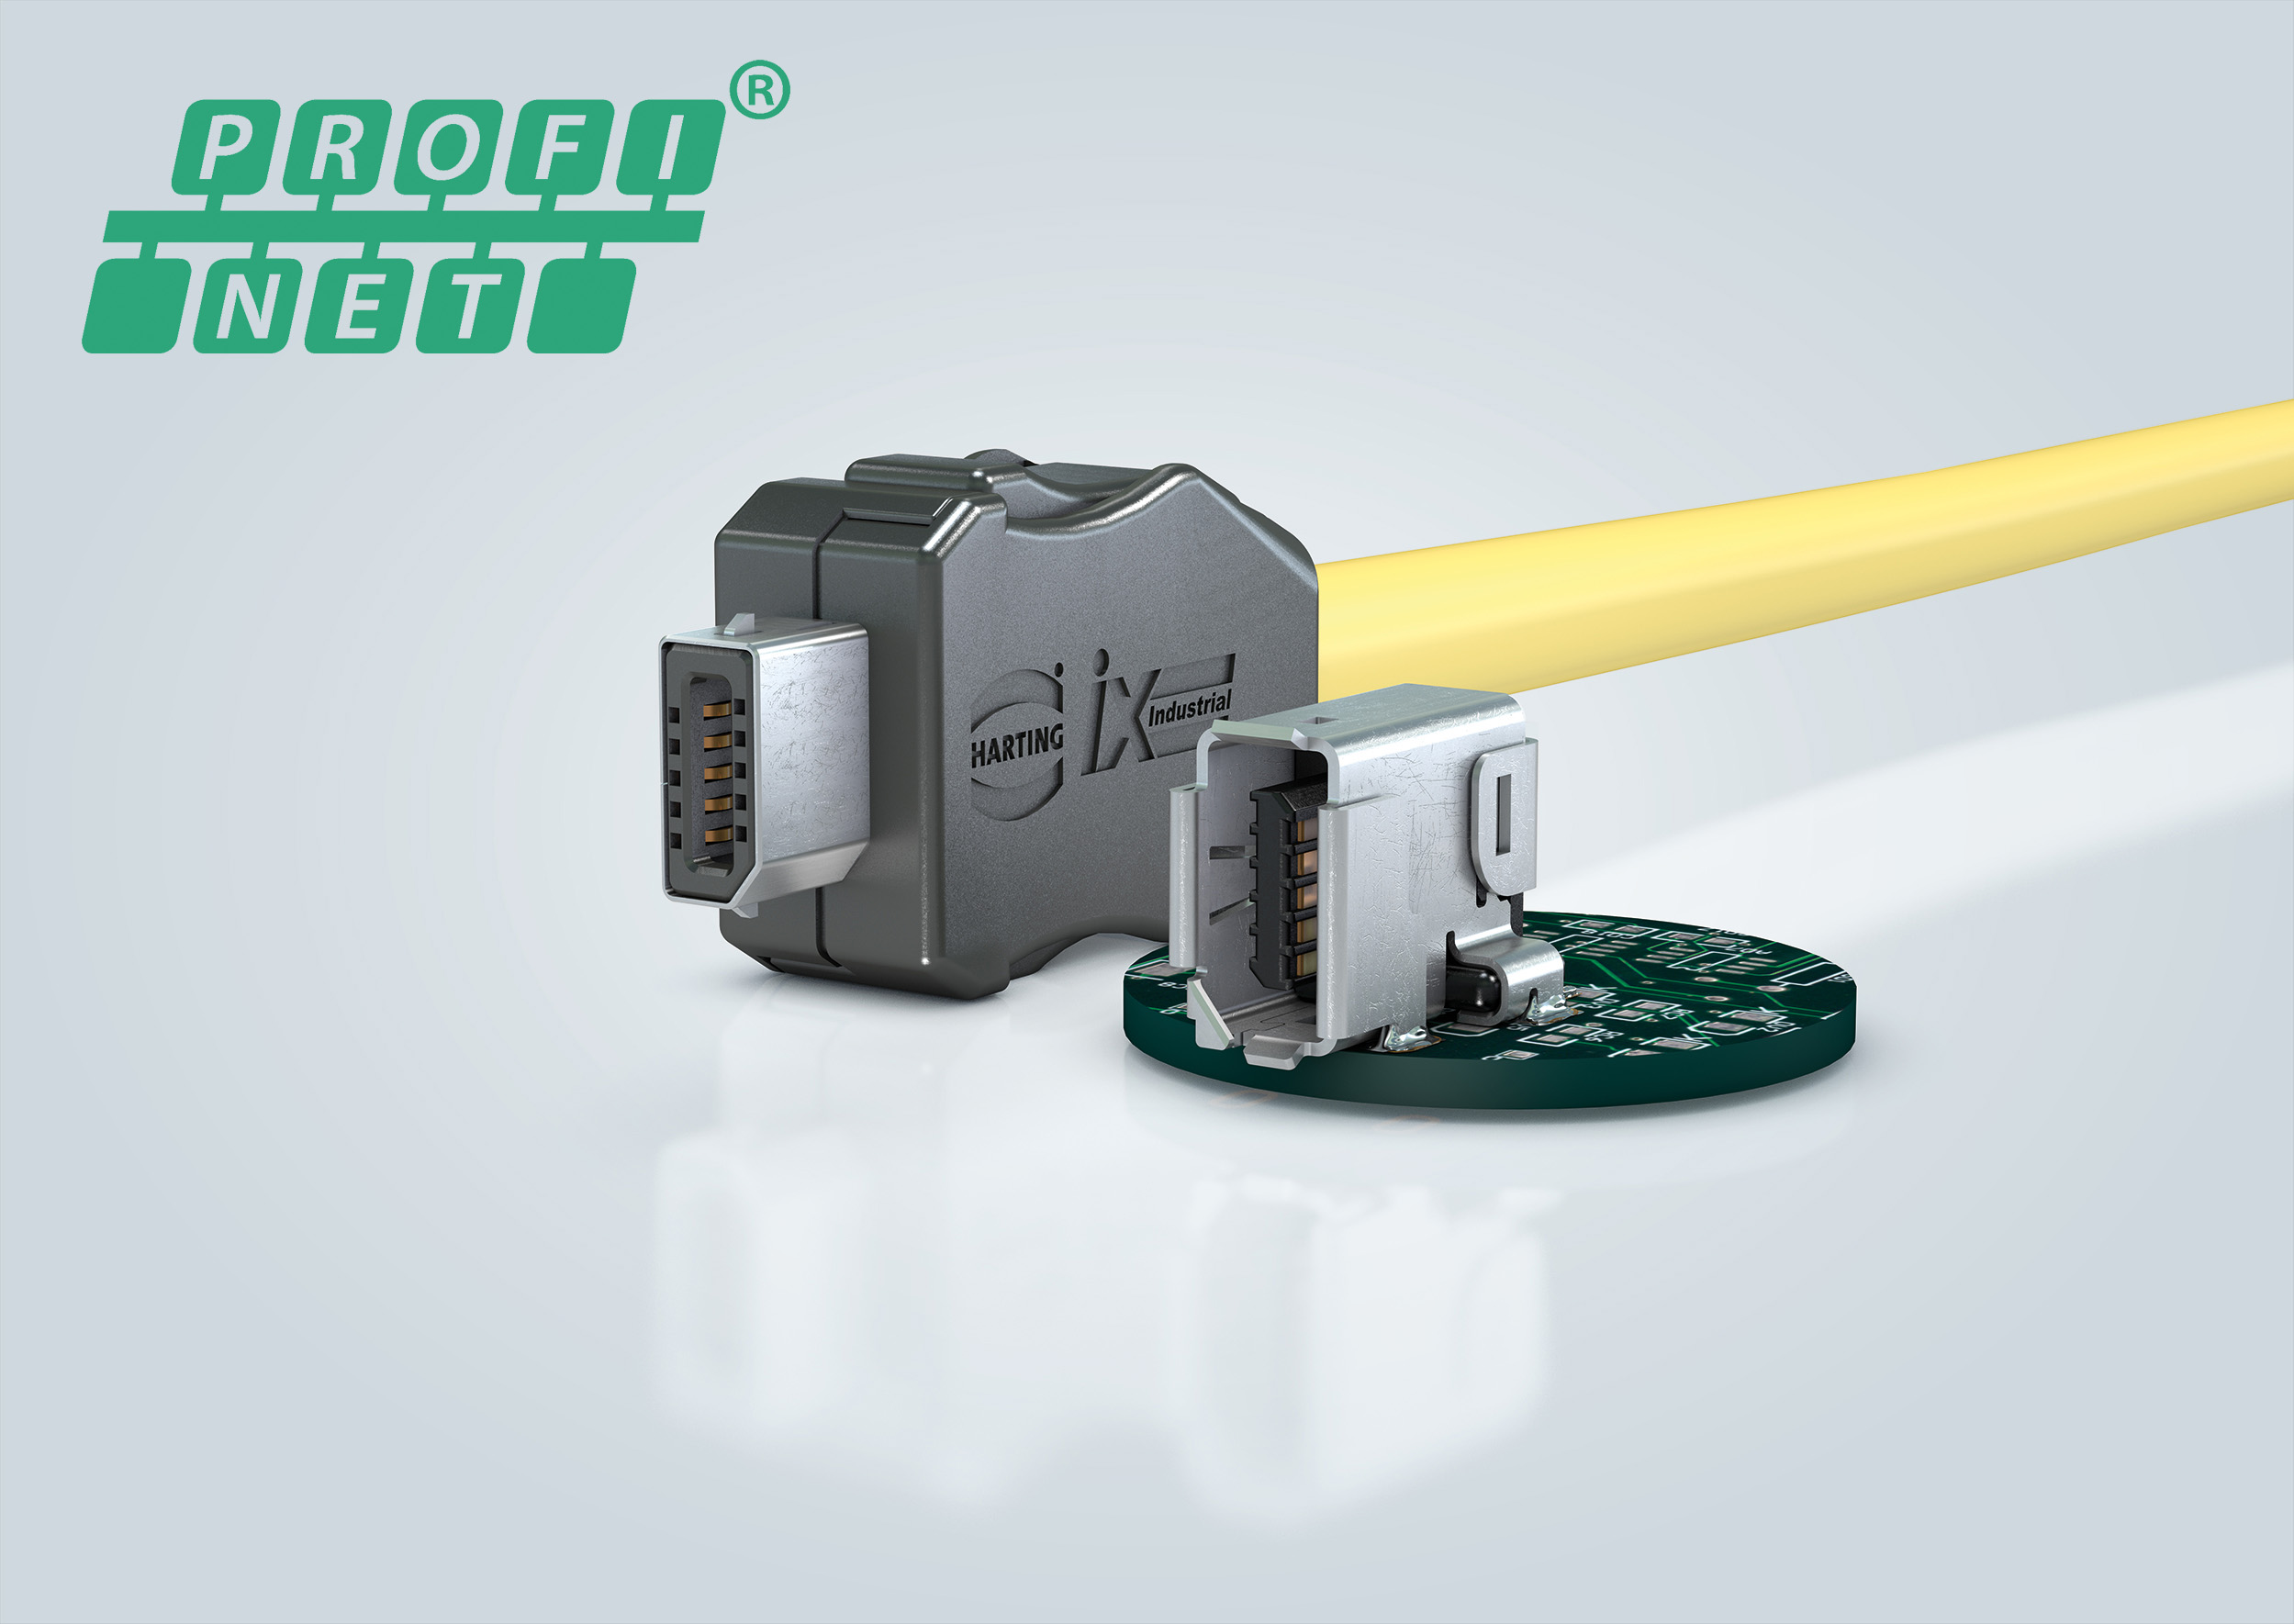 PROFI®
NET
HARTING
ix Industrial